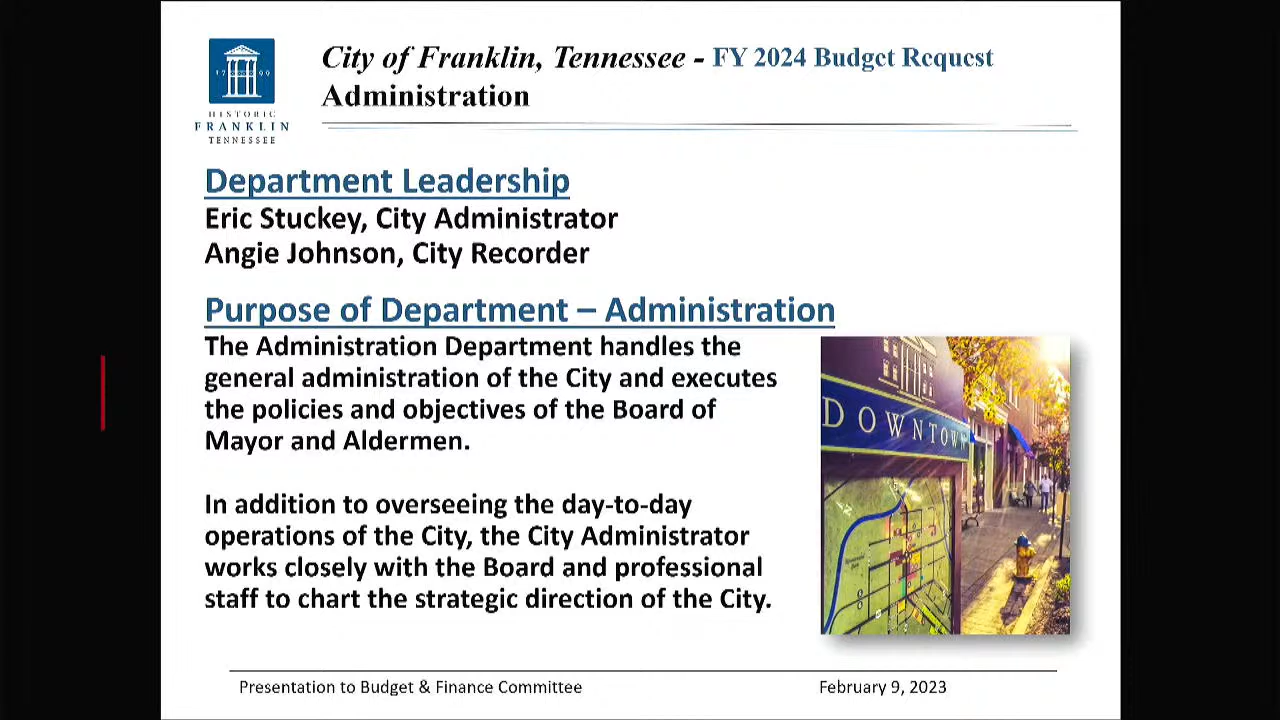 City of Franklin, Tennessee - FY 2024 Budget Request
Administration
17 99
HISTORIC
FRANKLIN
TENNESSEE
Department Leadership
Eric Stuckey, City Administrator
Angie Johnson, City Recorder
Purpose of Department – Administration
The Administration Department handles the
general administration of the City and executes
the policies and objectives of the Board of
Mayor and Aldermen.
In addition to overseeing the day-to-day
operations of the City, the City Administrator
works closely with the Board and professional
staff to chart the strategic direction of the City.
DOWNTOWN
Presentation to Budget & Finance Committee
February 9, 2023